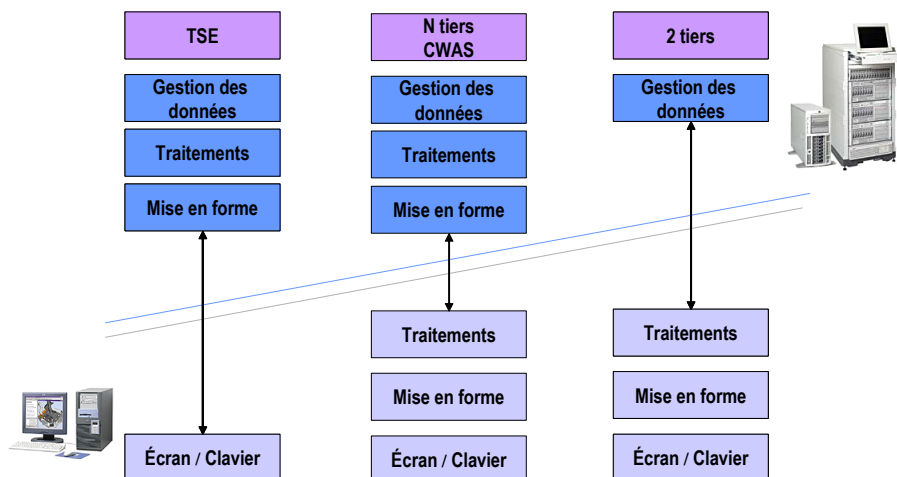 TSE
N tiers
CWAS
2 tiers
Gestion des
données
Gestion des
données
Gestion des
données
Traitements
Traitements
Mise en forme
Mise en forme
Traitements
Traitements
Mise en forme
Mise en forme
Écran / Clavier
Écran / Clavier
Écran / Clavier